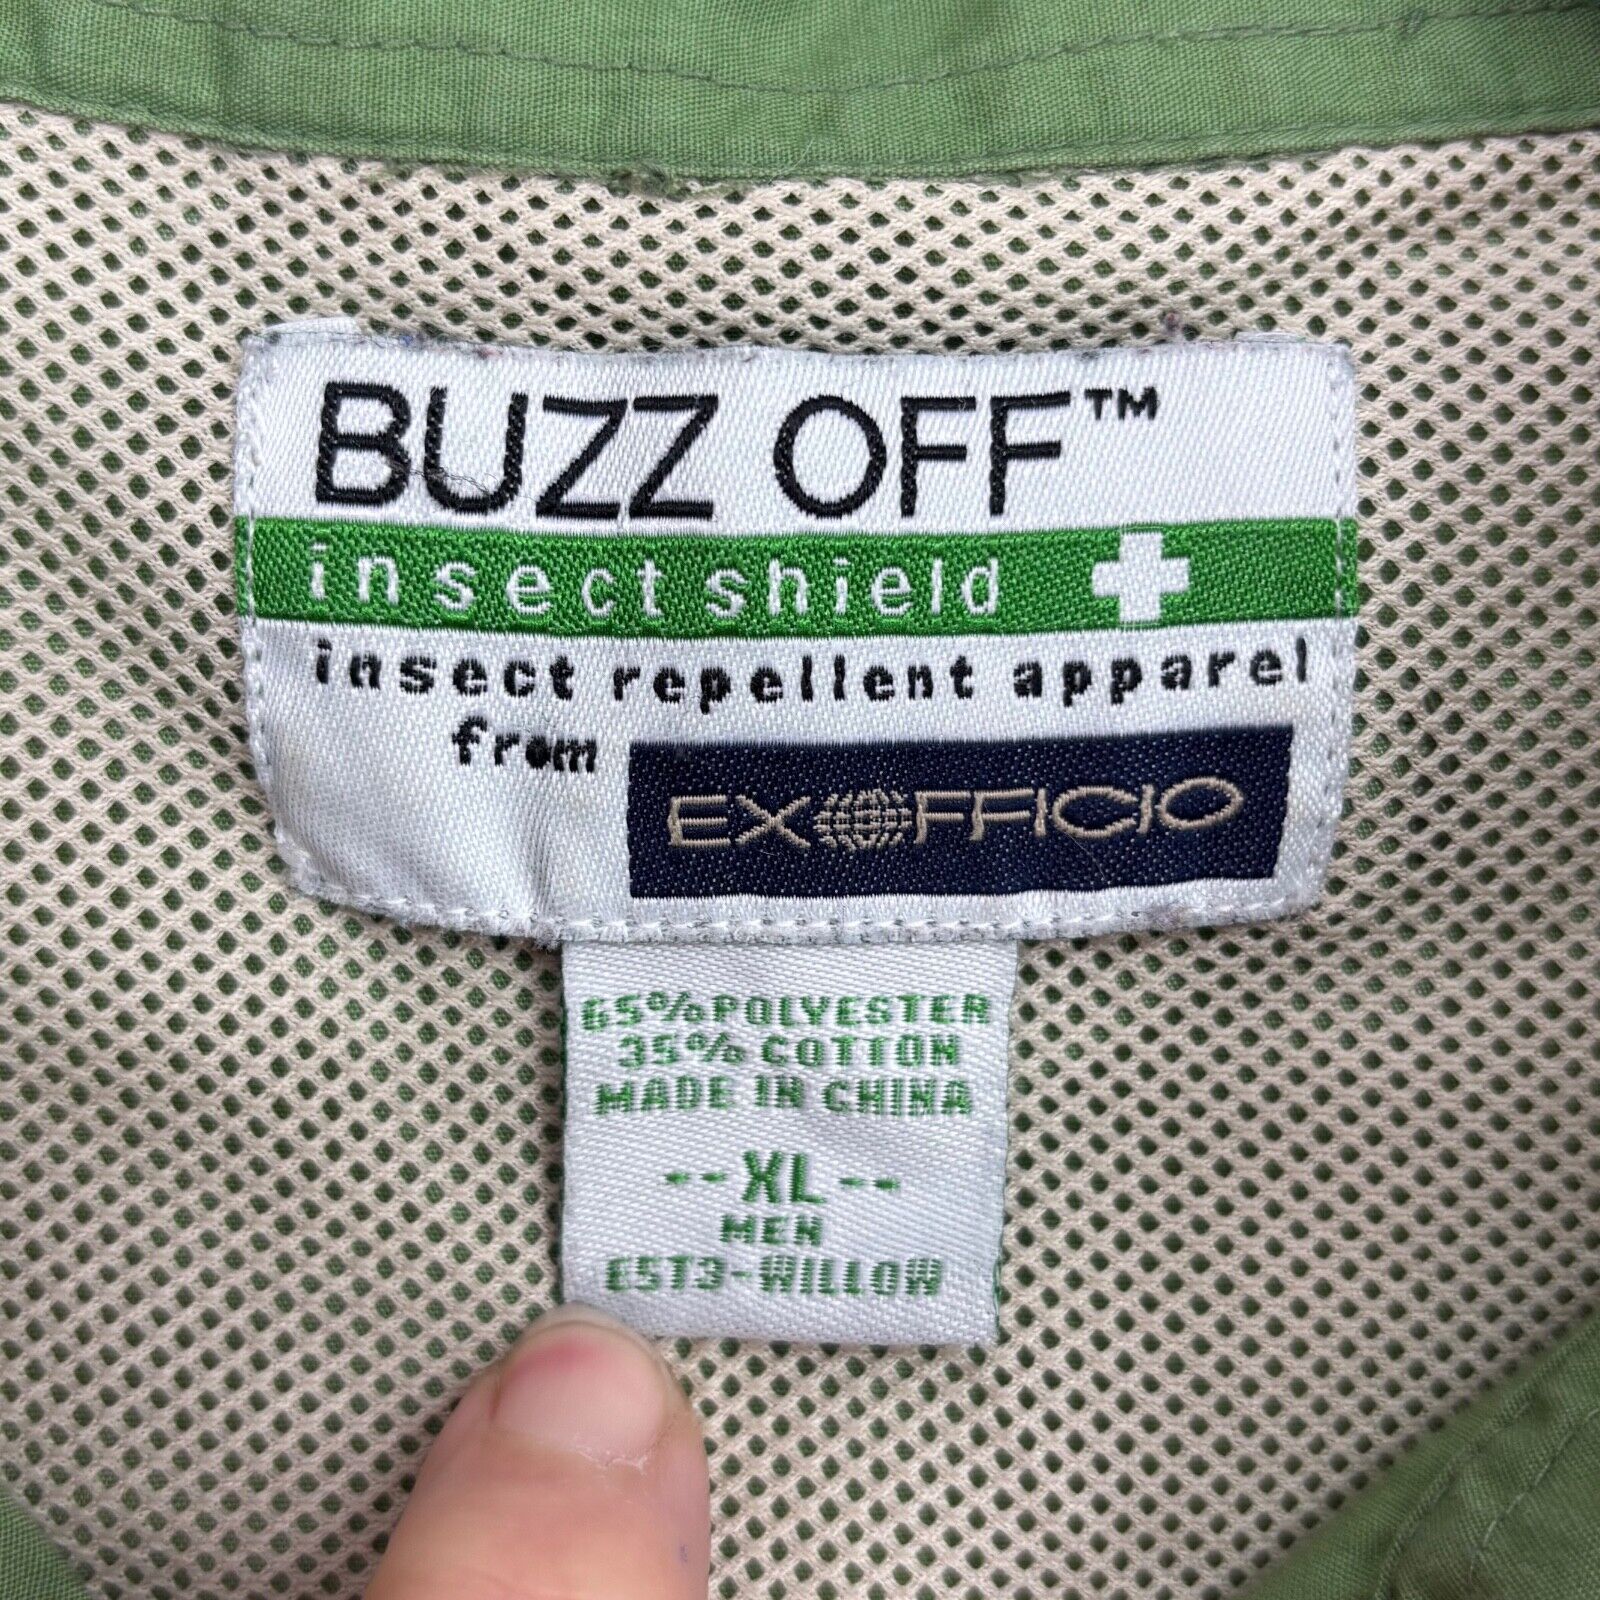 BUZZ OFF™
insect shield
insect repellent apparel
from EXOFFICIO
65% POLYESTER
35% COTTON
MADE IN CHINA
--XL--
MEN
E5T3-WILLOW